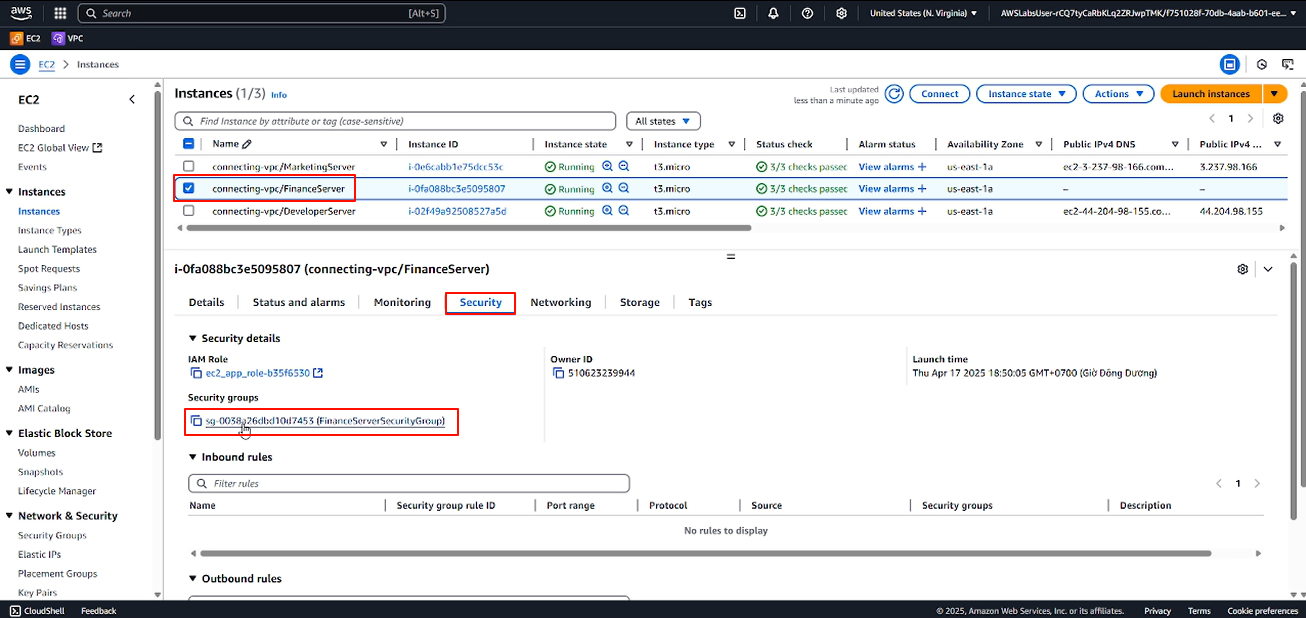 aws Search [Alt+S] United States (N. Virginia) AWSLabsUser-rCQ7tyCaRbKLq2ZRJwpTMK/f751028f-70db-4aab-b601-ee...
EC2 VPC
EC2 Instances
EC2
Dashboard
EC2 Global View
Events
Instances
Instances
Instance Types
Launch Templates
Spot Requests
Savings Plans
Reserved Instances
Dedicated Hosts
Capacity Reservations
Images
AMIs
AMI Catalog
Elastic Block Store
Volumes
Snapshots
Lifecycle Manager
Network & Security
Security Groups
Elastic IPs
Placement Groups
Key Pairs
Instances (1/3) Info
Last updated
less than a minute ago
Connect Instance state Actions Launch instances
Find Instance by attribute or tag (case-sensitive) All states 1
Name Instance ID Instance state Instance type Status check Alarm status Availability Zone Public IPv4 DNS Public IPv4 ...
connecting-vpc/MarketingServer i-0e6cabb1e75dcc53c Running t3.micro 3/3 checks passed View alarms + us-east-1a ec2-3-237-98-166.com... 3.237.98.166
connecting-vpc/FinanceServer i-0fa088bc3e5095807 Running t3.micro 3/3 checks passed View alarms + us-east-1a – –
connecting-vpc/DeveloperServer i-02f49a92508527a5d Running t3.micro 3/3 checks passed View alarms + us-east-1a ec2-44-204-98-155.co... 44.204.98.155
i-0fa088bc3e5095807 (connecting-vpc/FinanceServer)
Details Status and alarms Monitoring Security Networking Storage Tags
Security details
IAM Role Owner ID Launch time
ec2_app_role-b35f6530 510623239944 Thu Apr 17 2025 18:50:05 GMT+0700 (Giờ Đông Dương)
Security groups
sg-0038a26dbd10d7453 (FinanceServerSecurityGroup)
Inbound rules
Filter rules 1
Name Security group rule ID Port range Protocol Source Security groups Description
No rules to display
Outbound rules
CloudShell Feedback © 2025, Amazon Web Services, Inc. or its affiliates. Privacy Terms Cookie preferences